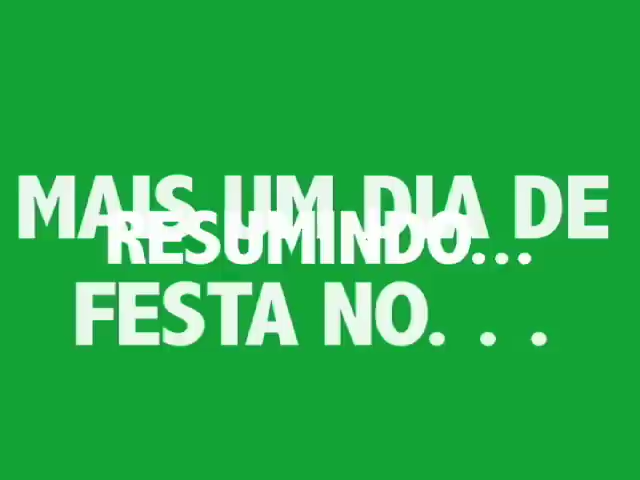 MAIS UM DIA DE
RESUMINDO...
FESTA NO. . .